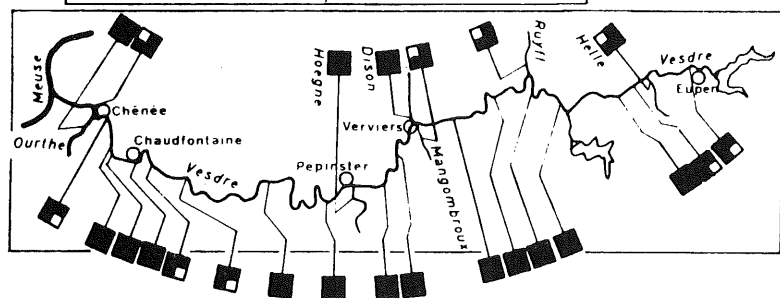 Meuse
Ourthe
Chênée
Chaudfontaine
Vesdre
Hoegne
Pepinster
Dison
Verviers
Mangombroux
Ruyff
Helle
Vesdre
Eupen